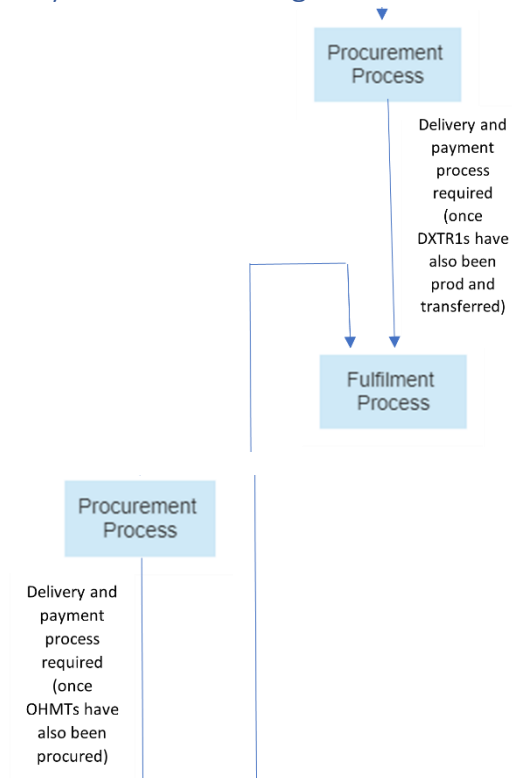 Procurement
Process
Delivery and
payment
process
required
(once
DXTR1s have
also been
prod and
transferred)
Fulfilment
Process
Procurement
Process
Delivery and
payment
process
required
(once
OHMTs have
also been
procured)